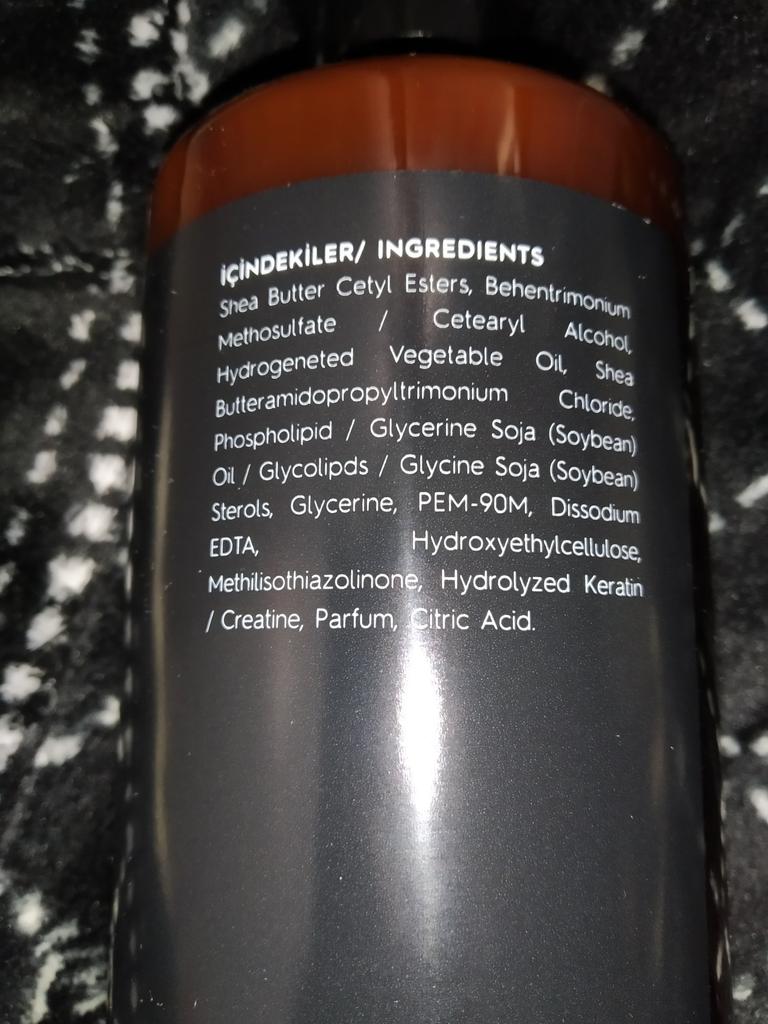 İÇİNDEKİLER/ INGREDIENTS
Shea Butter Cetyl Esters, Behentrimonium
Methosulfate / Cetearyl Alcohol,
Hydrogeneted Vegetable Oil, Shea
Butteramidopropyltrimonium Chloride,
Phospholipid / Glycerine Soja (Soybean)
Oil / Glycolipds / Glycine Soja (Soybean)
Sterols, Glycerine, PEM-90M, Dissodium
EDTA, Hydroxyethylcellulose,
Methilisothiazolinone, Hydrolyzed Keratin
/ Creatine, Parfum, Citric Acid.